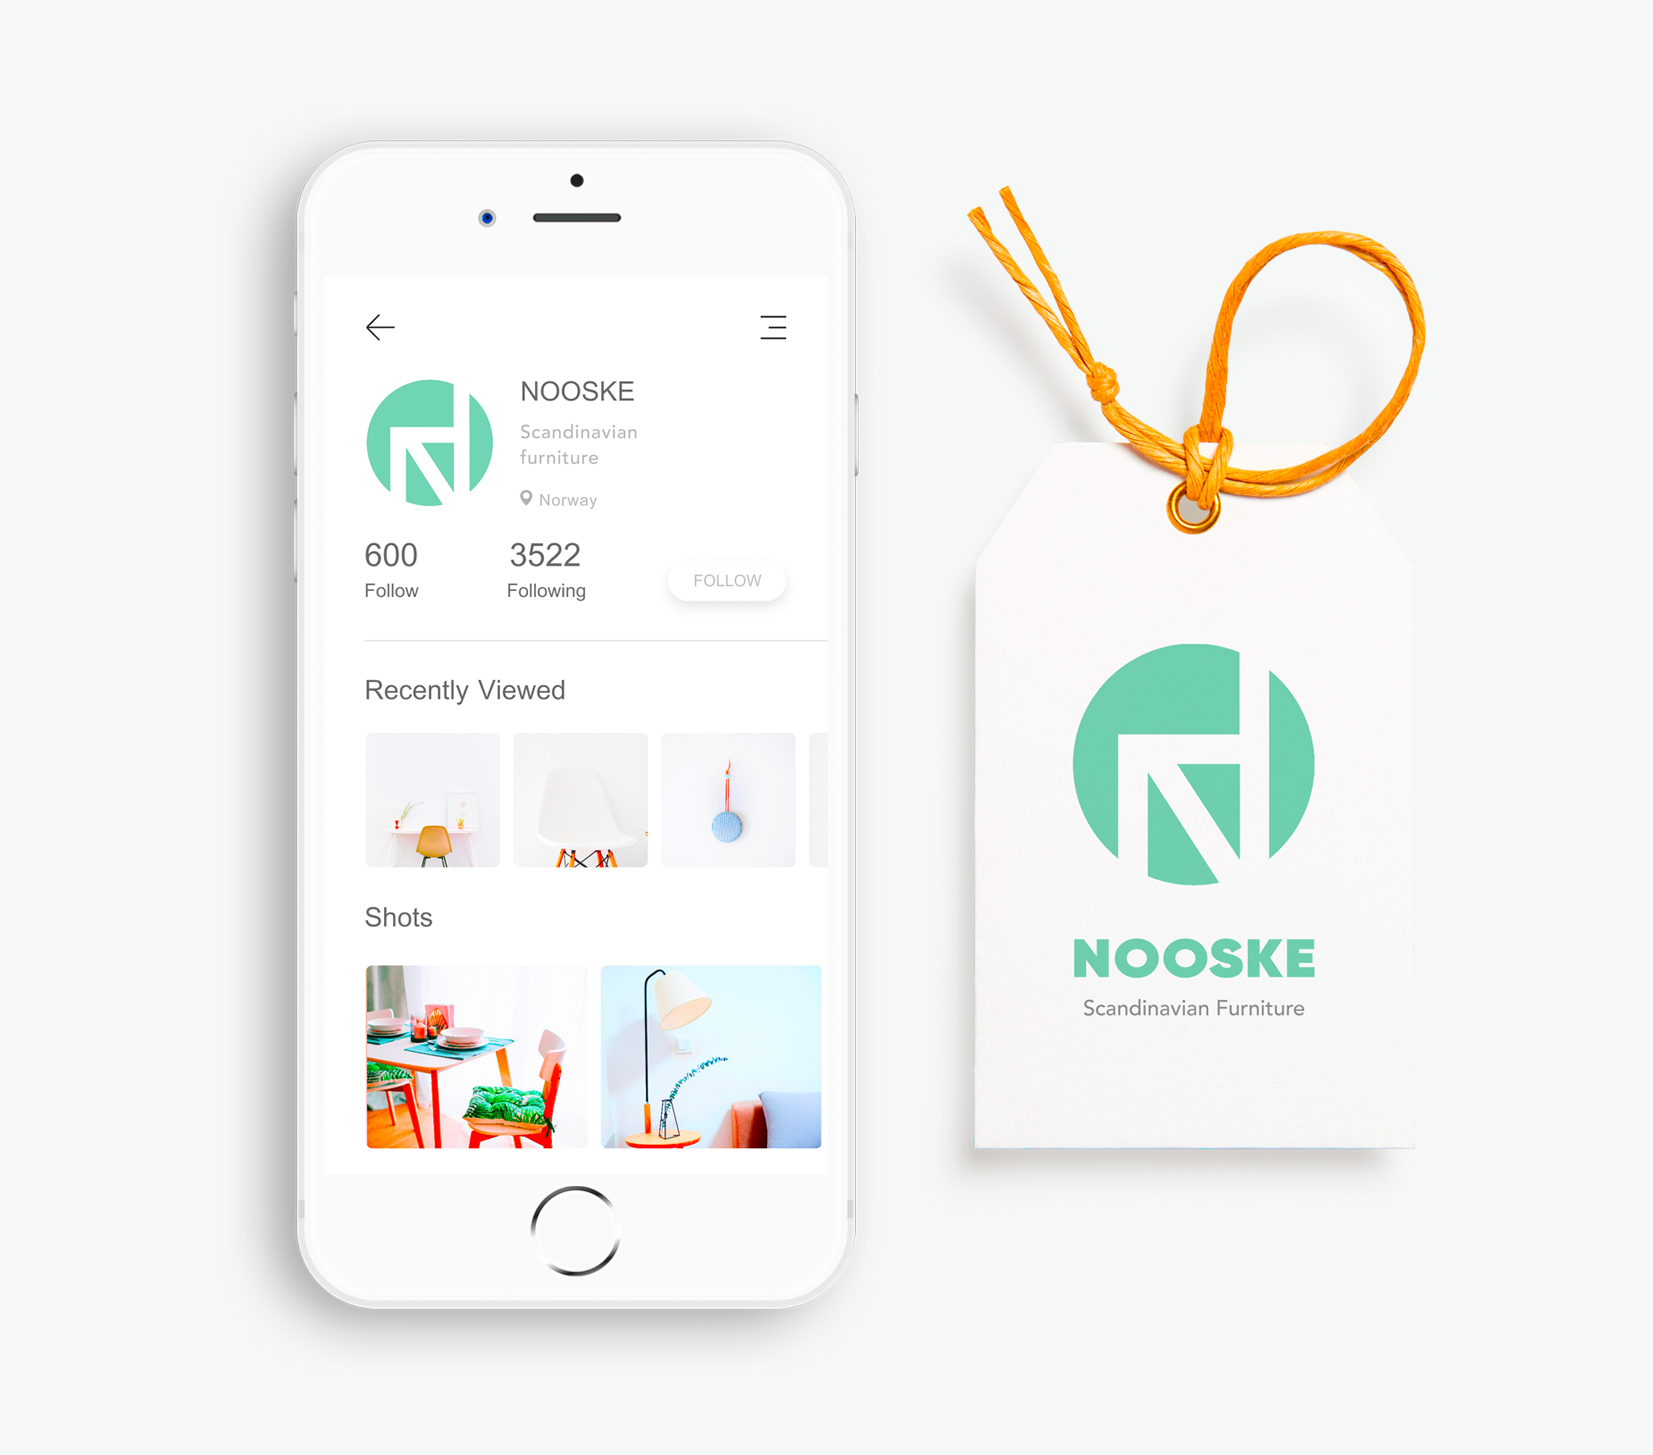 NOOSKE
Scandinavian
furniture
Norway
600
Follow
3522
Following
FOLLOW
Recently Viewed
Shots
NOOSKE
Scandinavian Furniture